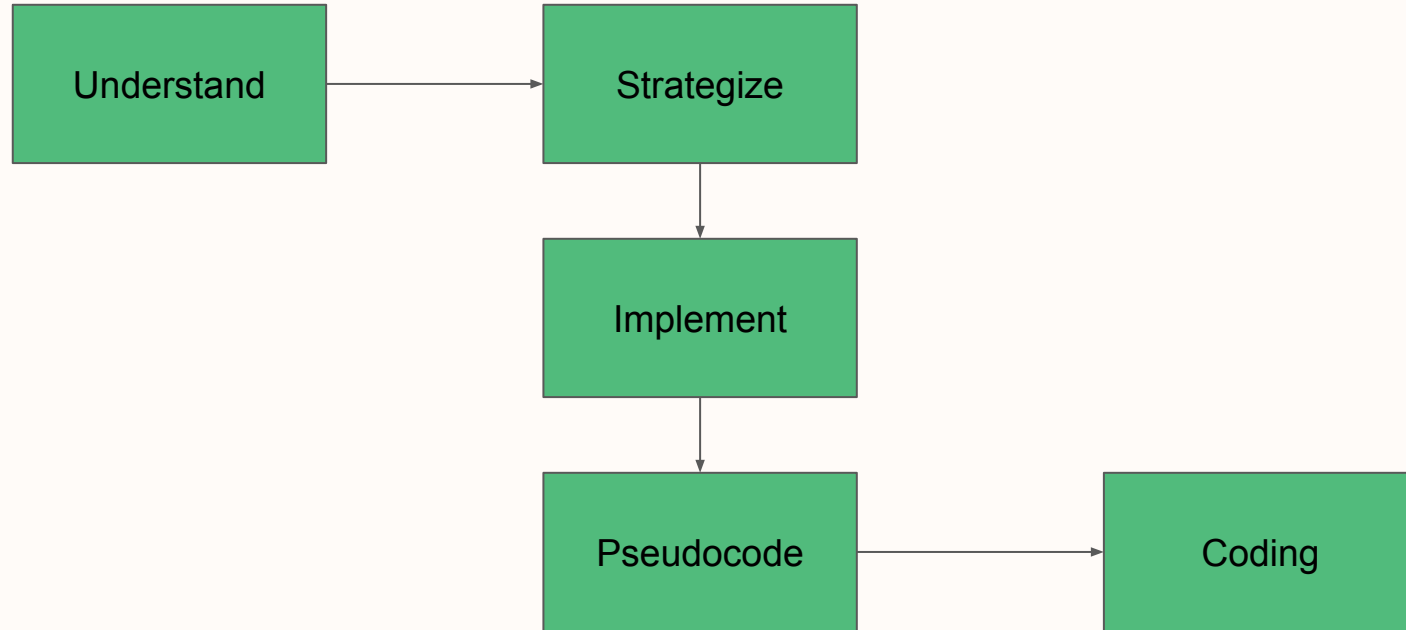 Understand
Strategize
Implement
Pseudocode
Coding